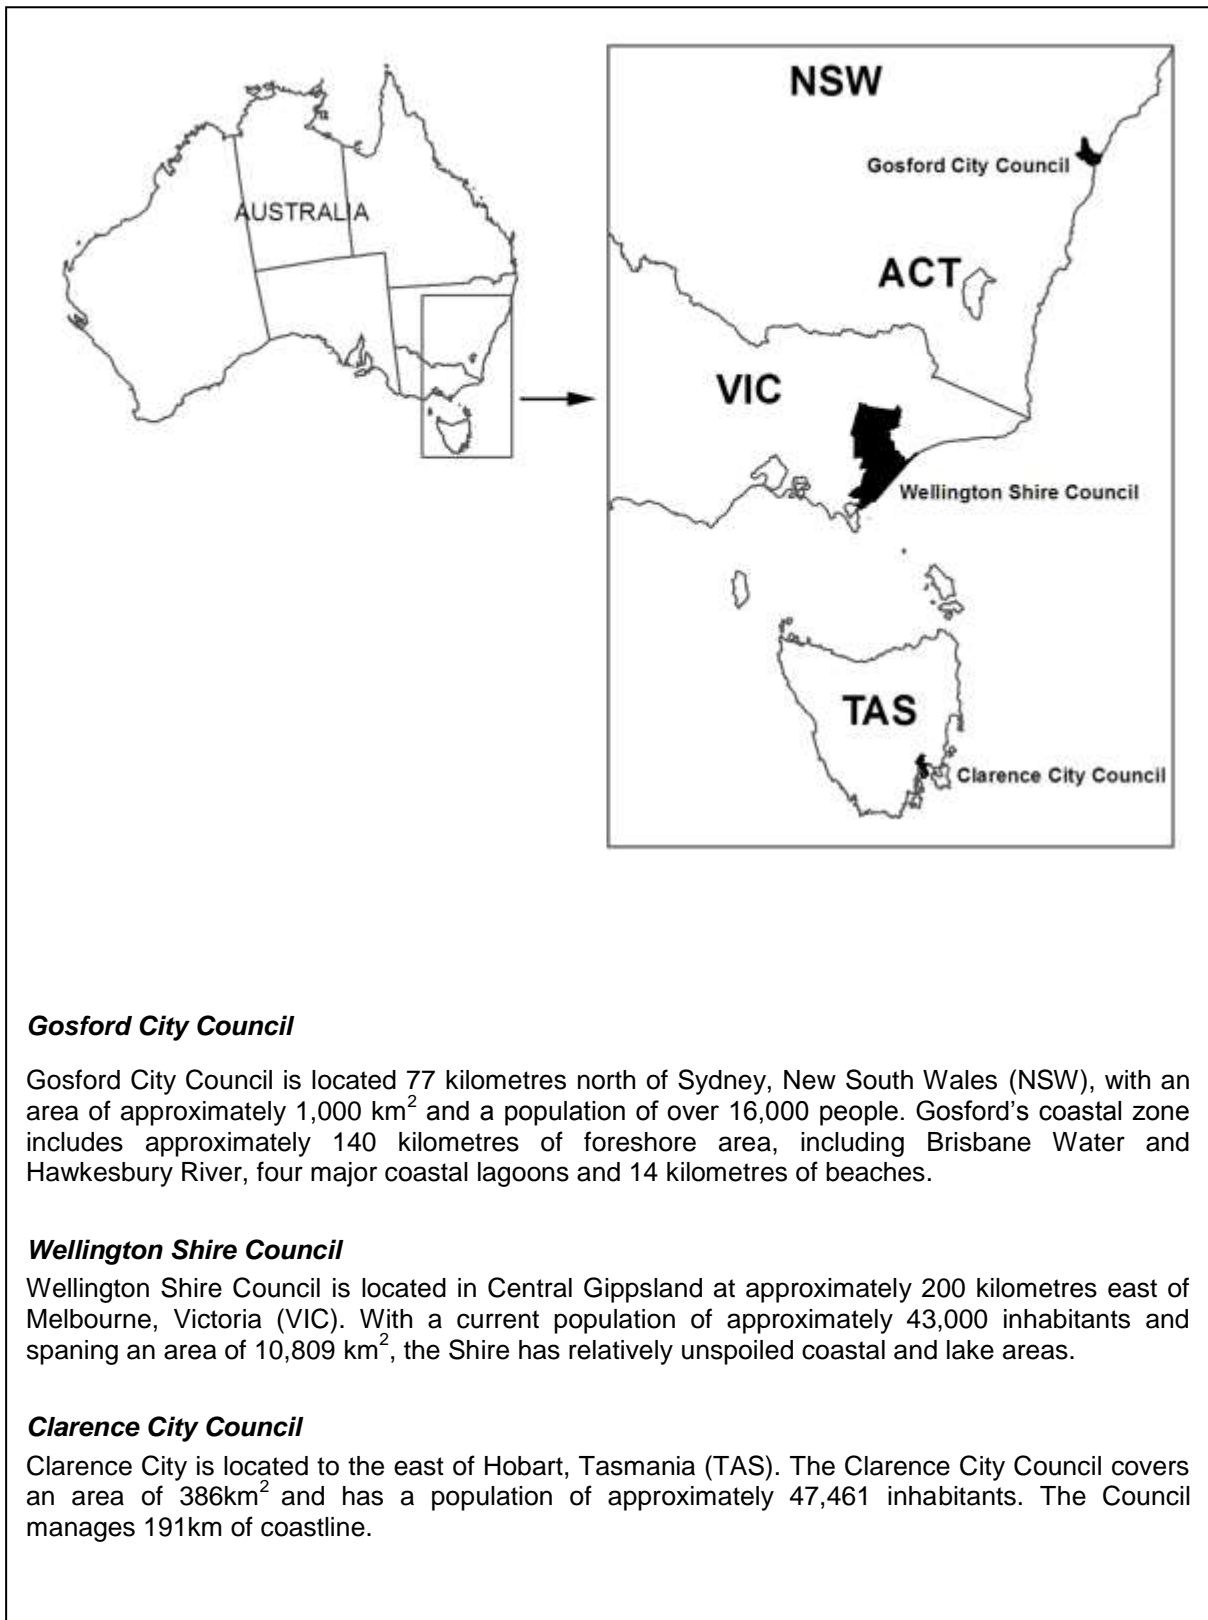 NSW
Gosford City Council
AUSTRALIA
ACT
VIC
Wellington Shire Council
TAS
Clarence City Council
Gosford City Council
Gosford City Council is located 77 kilometres north of Sydney, New South Wales (NSW), with an
area of approximately 1,000 km² and a population of over 16,000 people. Gosford's coastal zone
includes approximately 140 kilometres of foreshore area, including Brisbane Water and
Hawkesbury River, four major coastal lagoons and 14 kilometres of beaches.
Wellington Shire Council
Wellington Shire Council is located in Central Gippsland at approximately 200 kilometres east of
Melbourne, Victoria (VIC). With a current population of approximately 43,000 inhabitants and
spaning an area of 10,809 km², the Shire has relatively unspoiled coastal and lake areas.
Clarence City Council
Clarence City is located to the east of Hobart, Tasmania (TAS). The Clarence City Council covers
an area of 386km² and has a population of approximately 47,461 inhabitants. The Council
manages 191km of coastline.